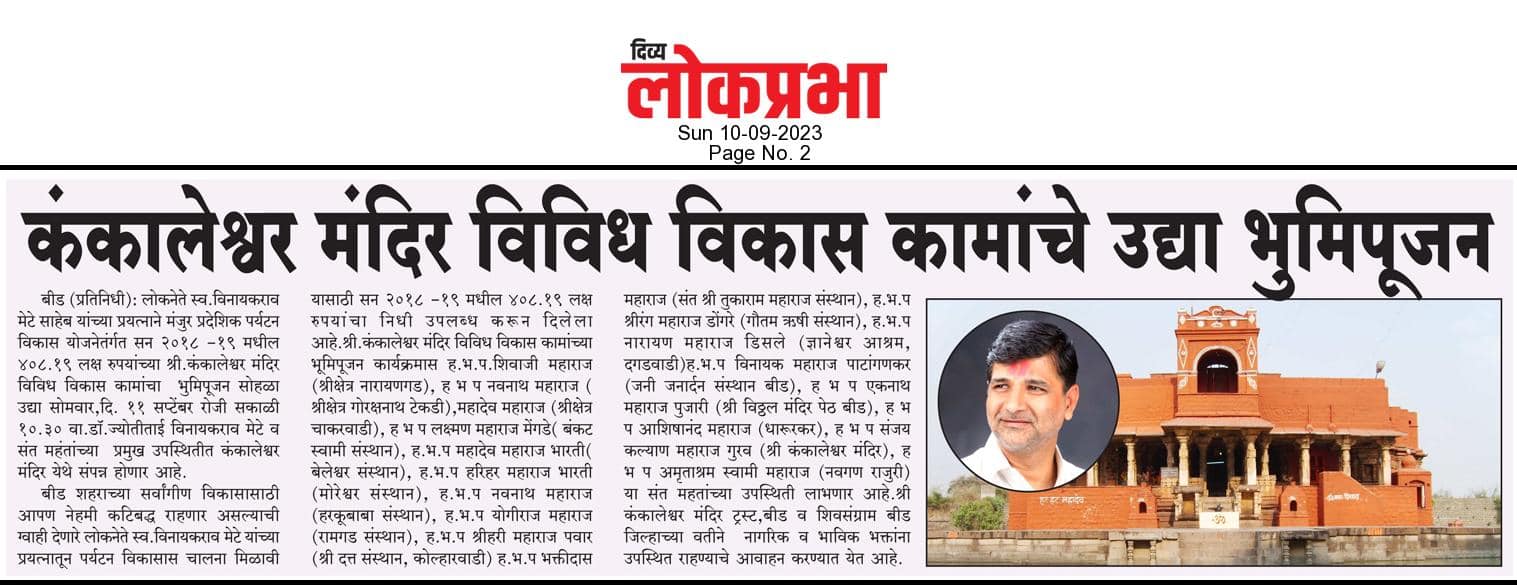 दिव्य
लोकप्रभा
Sun 10-09-2023
Page No. 2
कंकालेश्वर मंदिर विविध विकास कामांचे उद्या भुमिपूजन
बीड (प्रतिनिधी): लोकनेते स्व.विनायकराव
मेटे साहेब यांच्या प्रयत्नाने मंजुर प्रदेशिक पर्यटन
विकास योजनेतंर्गत सन २०१८ -१९ मधील
४०८.१९ लक्ष रुपयांच्या श्री.कंकालेश्वर मंदिर
विविध विकास कामांचा भुमिपूजन सोहळा
उद्या सोमवार,दि. ११ सप्टेंबर रोजी सकाळी
१०.३० वा.डॉ.ज्योतीताई विनायकराव मेटे व
संत महंतांच्या प्रमुख उपस्थितीत कंकालेश्वर
मंदिर येथे संपन्न होणार आहे.
बीड शहराच्या सर्वांगीण विकासासाठी
आपण नेहमी कटिबद्ध राहणार असल्याची
ग्वाही देणारे लोकनेते स्व.विनायकराव मेटे यांच्या
प्रयत्नातून पर्यटन विकासास चालना मिळावी
यासाठी सन २०१८ -१९ मधील ४०८.१९ लक्ष
रुपयांचा निधी उपलब्ध करून दिलेला
आहे.श्री.कंकालेश्वर मंदिर विविध विकास कामांच्या
भूमिपूजन कार्यक्रमास ह.भ.प.शिवाजी महाराज
(श्रीक्षेत्र नारायणगड), ह भ प नवनाथ महाराज (
श्रीक्षेत्र गोरक्षनाथ टेकडी),महादेव महाराज (श्रीक्षेत्र
चाकरवाडी), ह भ प लक्ष्मण महाराज मेंगडे( बंकट
स्वामी संस्थान), ह.भ.प महादेव महाराज भारती(
बेलेश्वर संस्थान), ह.भ.प हरिहर महाराज भारती
(मोरेश्वर संस्थान), ह.भ.प नवनाथ महाराज
(हरकूबाबा संस्थान), ह.भ.प योगीराज महाराज
(रामगड संस्थान), ह.भ.प श्रीहरी महाराज पवार
(श्री दत्त संस्थान, कोल्हारवाडी) ह.भ.प भक्तीदास
महाराज (संत श्री तुकाराम महाराज संस्थान), ह.भ.प
श्रीरंग महाराज डोंगरे (गौतम ऋषी संस्थान), ह.भ.प
नारायण महाराज डिसले (ज्ञानेश्वर आश्रम,
दगडवाडी)ह.भ.प विनायक महाराज पाटांगणकर
(जनी जनार्दन संस्थान बीड), ह भ प एकनाथ
महाराज पुजारी (श्री विठ्ठल मंदिर पेठ बीड), ह भ
प आशिषानंद महाराज (धारूरकर), ह भ प संजय
कल्याण महाराज गुरव (श्री कंकालेश्वर मंदिर), ह
भ प अमृताश्रम स्वामी महाराज (नवगण राजुरी)
या संत महतांच्या उपस्थिती लाभणार आहे.श्री
कंकालेश्वर मंदिर ट्रस्ट,बीड व शिवसंग्राम बीड
जिल्हाच्या वतीने नागरिक व भाविक भक्तांना
उपस्थित राहण्याचे आवाहन करण्यात येत आहे.
हर हर महादेव
ॐ